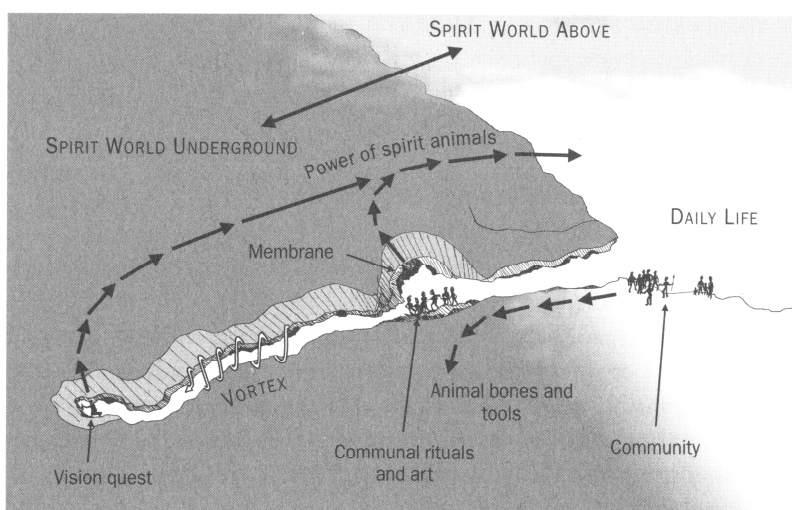 SPIRIT WORLD ABOVE
SPIRIT WORLD UNDERGROUND
Power of spirit animals
DAILY LIFE
Membrane
VORTEX
Animal bones and
tools
Communal rituals
and art
Community
Vision quest